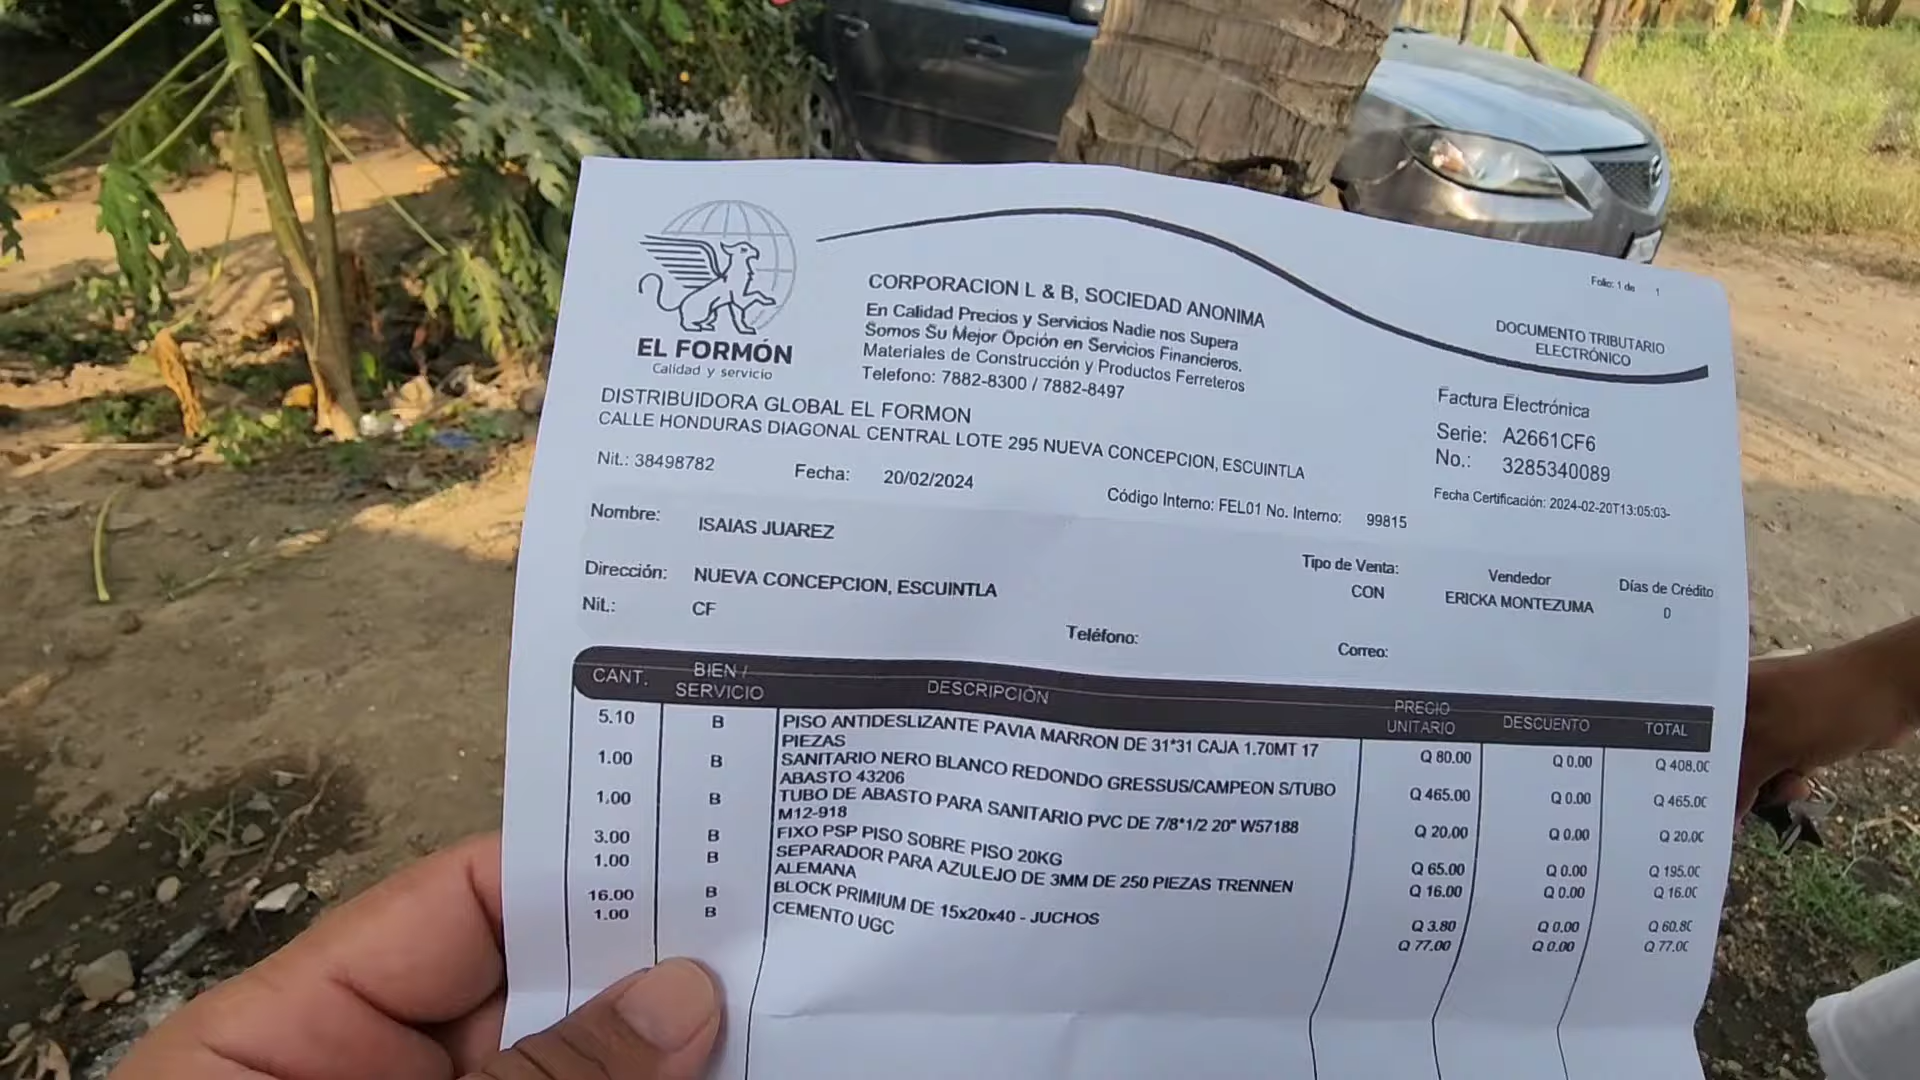 EL FORMÓN
Calidad y servicio
CORPORACION L & B, SOCIEDAD ANONIMA
En Calidad Precios y Servicios Nadie nos Supera
Somos Su Mejor Opción en Servicios Financieros.
Materiales de Construcción y Productos Ferreteros
Telefono: 7882-8300 / 7882-8497
Folio: 1 de 1
DOCUMENTO TRIBUTARIO
ELECTRÓNICO
DISTRIBUIDORA GLOBAL EL FORMON
CALLE HONDURAS DIAGONAL CENTRAL LOTE 295 NUEVA CONCEPCION, ESCUINTLA
Nit.: 38498782 Fecha: 20/02/2024
Factura Electrónica
Serie: A2661CF6
No.: 3285340089
Código Interno: FEL01 No. Interno: 99815
Fecha Certificación: 2024-02-20T13:05:03-
Nombre: ISAIAS JUAREZ
Dirección: NUEVA CONCEPCION, ESCUINTLA
Nit.: CF
Tipo de Venta: Vendedor Días de Crédito
CON ERICKA MONTEZUMA 0
Teléfono: Correo:
CANT. BIEN / SERVICIO DESCRIPCIÓN PRECIO UNITARIO DESCUENTO TOTAL
5.10 B PISO ANTIDESLIZANTE PAVIA MARRON DE 31*31 CAJA 1.70MT 17 Q 80.00 Q 0.00 Q 408.00
PIEZAS
1.00 B SANITARIO NERO BLANCO REDONDO GRESSUS/CAMPEON S/TUBO Q 465.00 Q 0.00 Q 465.00
ABASTO 43206
1.00 B TUBO DE ABASTO PARA SANITARIO PVC DE 7/8*1/2 20" W57188 Q 20.00 Q 0.00 Q 20.00
M12-918
3.00 B FIXO PSP PISO SOBRE PISO 20KG Q 65.00 Q 0.00 Q 195.00
1.00 B SEPARADOR PARA AZULEJO DE 3MM DE 250 PIEZAS TRENNEN Q 16.00 Q 0.00 Q 16.00
ALEMANA
16.00 B BLOCK PRIMIUM DE 15x20x40 - JUCHOS Q 3.80 Q 0.00 Q 60.80
1.00 B CEMENTO UGC Q 77.00 Q 0.00 Q 77.00